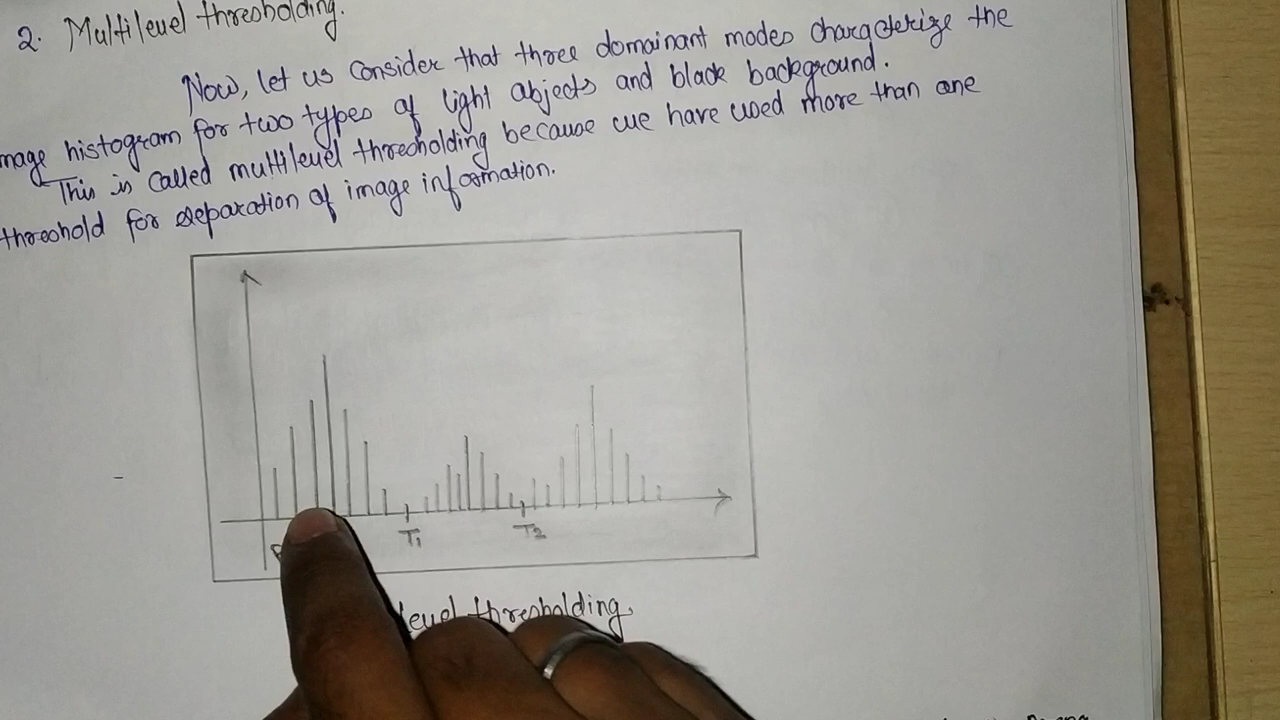 2. Multilevel thresholding.
Now, let us consider that three domainant modes characterize the
mage histogram for two types of light abjects and black background.
This is called multilevel thresholding because we have used more than one
threshold for separation of image information.
T1
T2
level thresholding